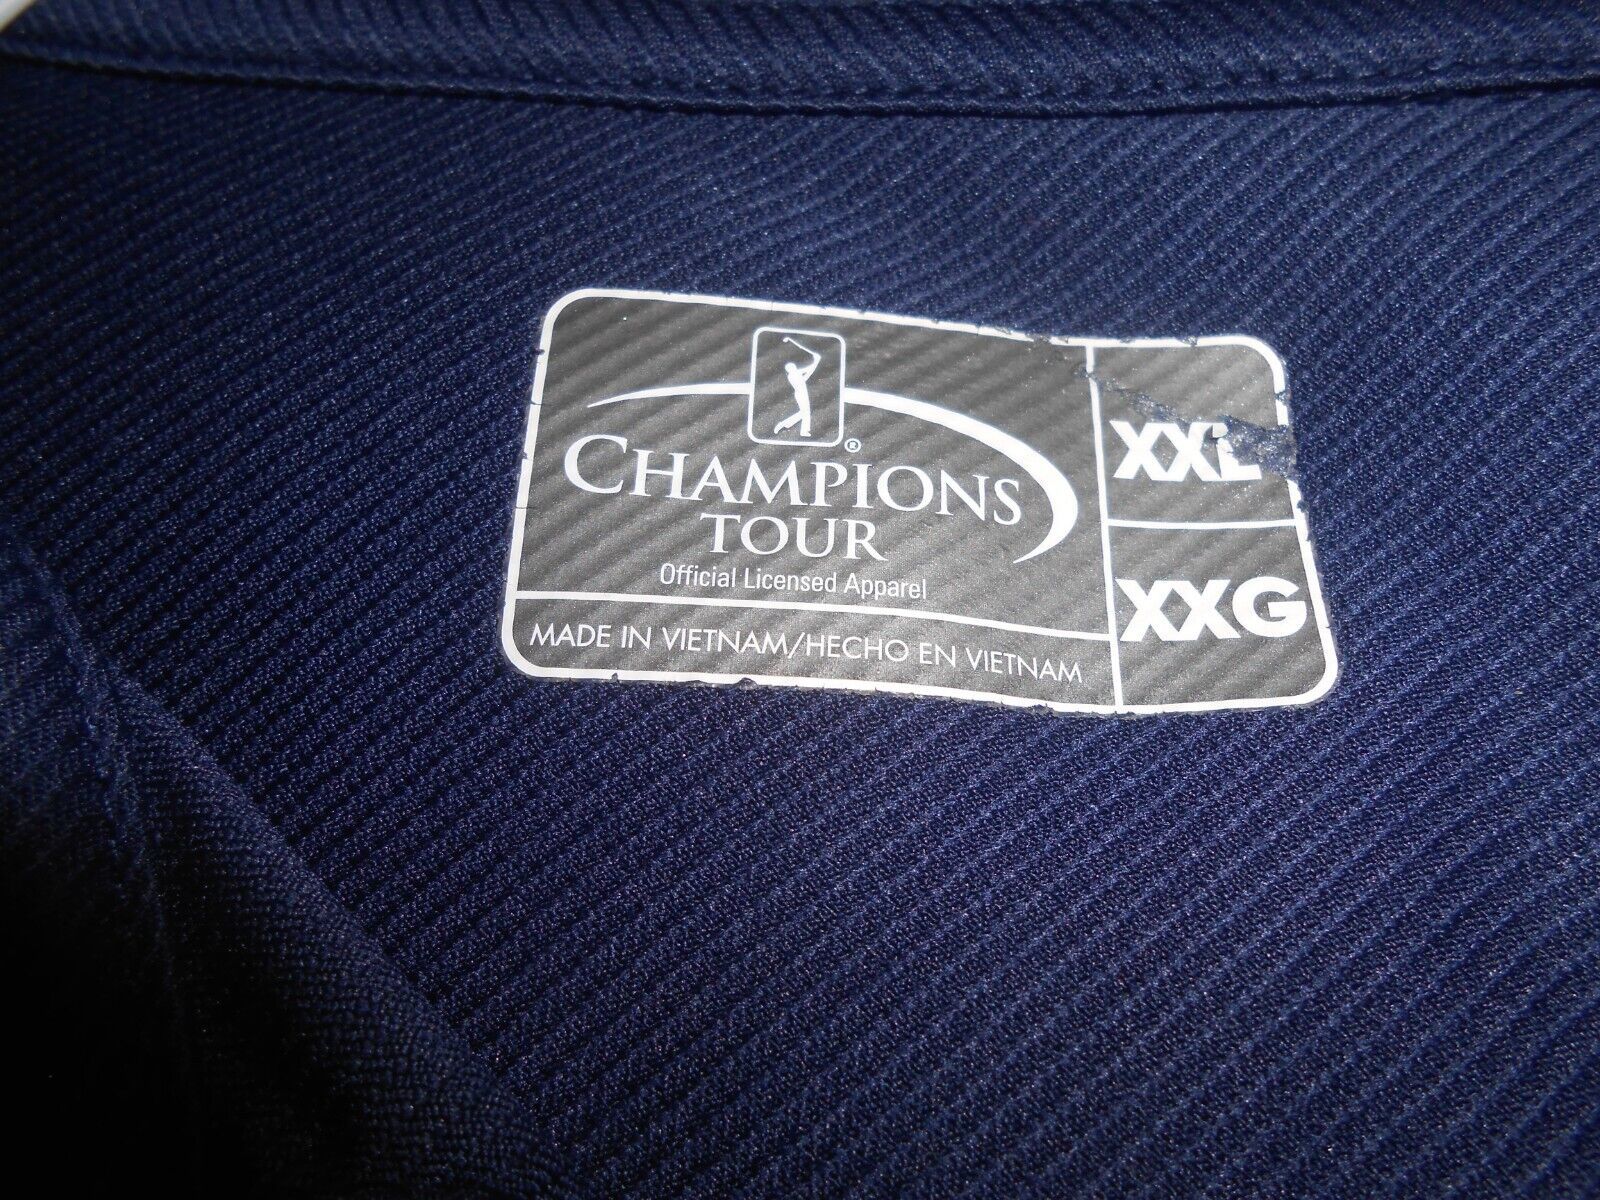 CHAMPIONS®
TOUR
Official Licensed Apparel
MADE IN VIETNAM/HECHO EN VIETNAM
XXL
XXG